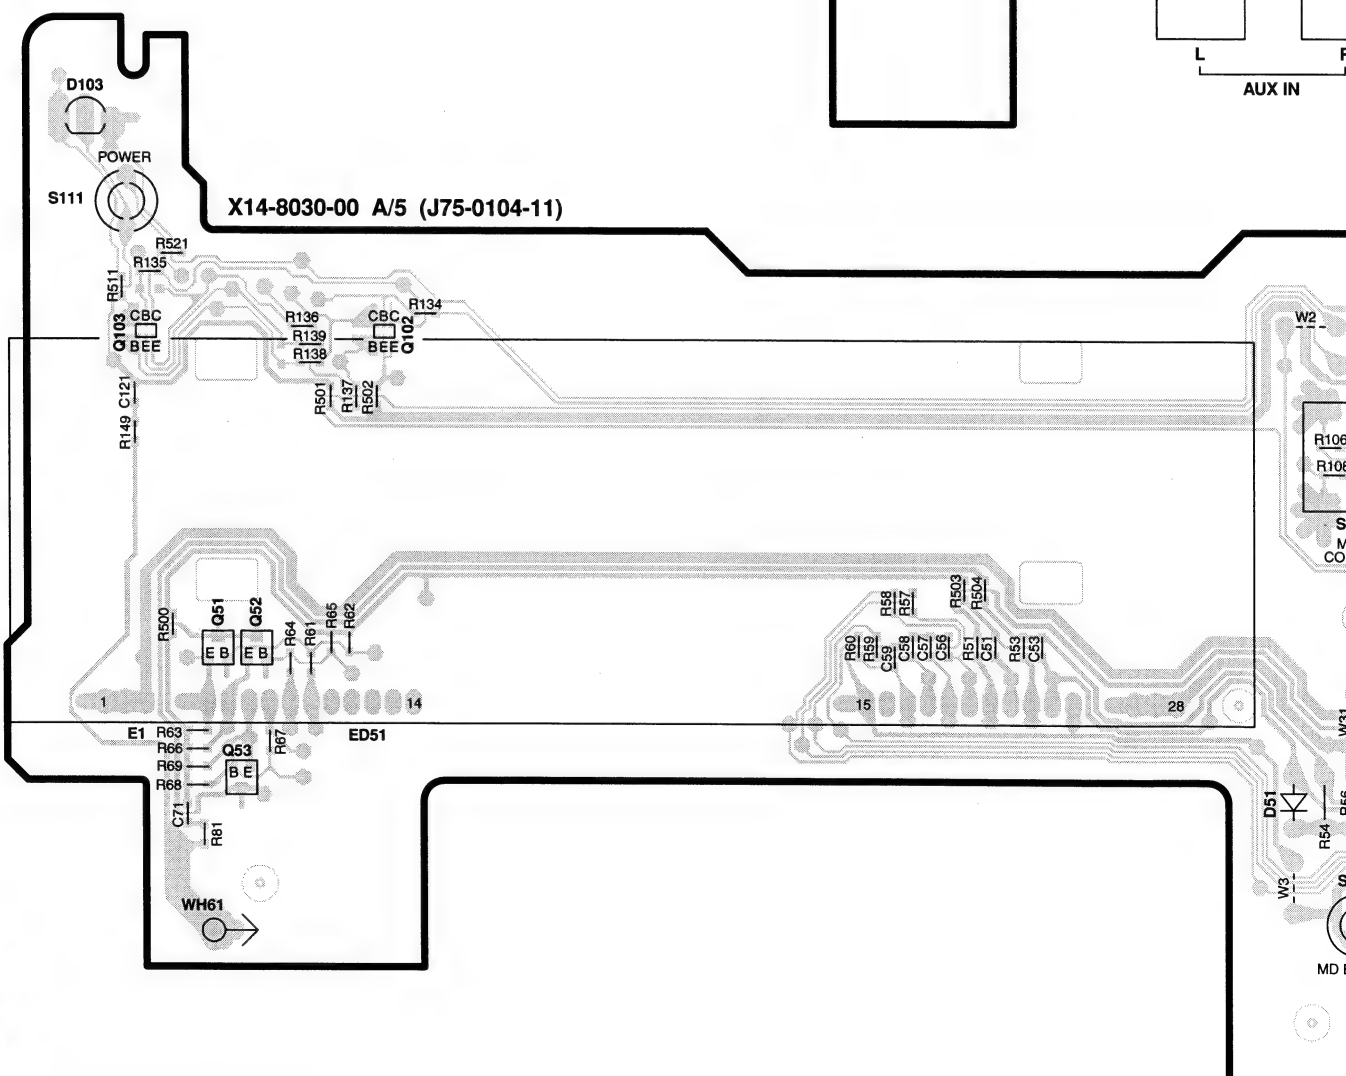 L
AUX IN
D103
POWER
S111
X14-8030-00 A/5 (J75-0104-11)
R521
R135
R511
R134
CBC
Q103
BEE
R136
R139
R138
CBC
BEE
Q102
W2
C121
R149
R501
R137
R502
R106
R108
CO
R500
Q51
Q52
E B
E B
R64
R61
R65
R62
R58
R57
R503
R504
R60
R59
C59
C58
C57
C56
R51
C51
R53
C53
1
14
15
28
E1
R63
R66
R69
R68
Q53
B E
R67
ED51
W31
C71
R81
D51
R54
R56
W3
WH61
MD